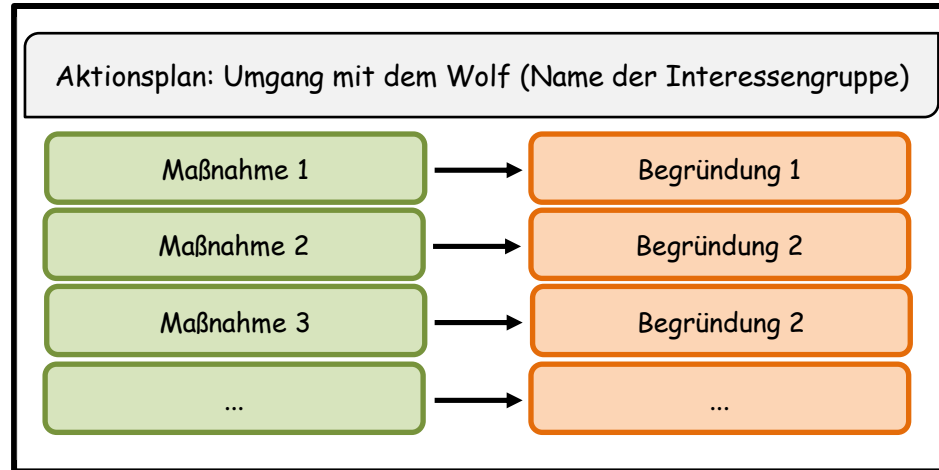 Aktionsplan: Umgang mit dem Wolf (Name der Interessengruppe)
Maßnahme 1
Begründung 1
Maßnahme 2
Begründung 2
Maßnahme 3
Begründung 2
...
...